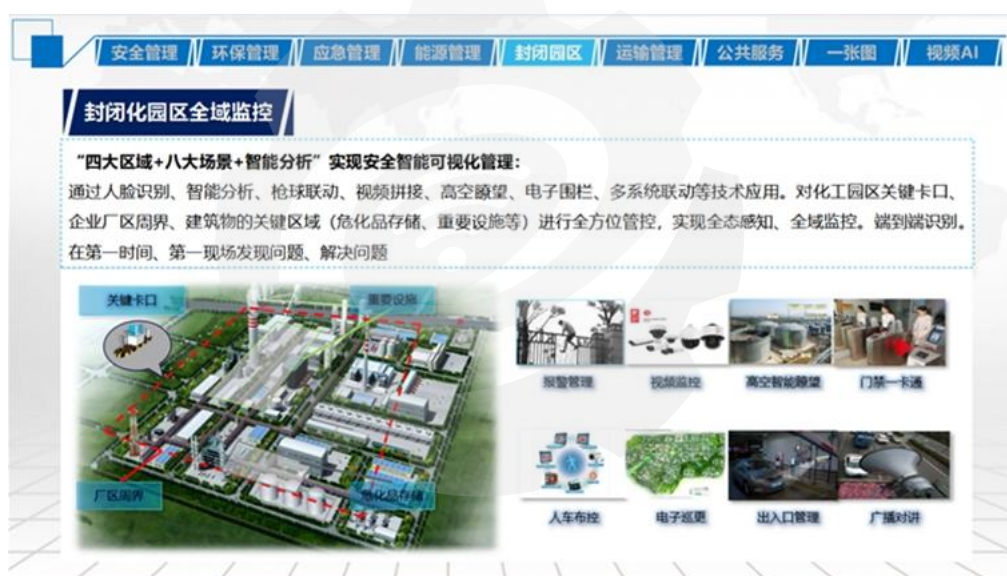 安全管理
环保管理
应急管理
能源管理
封闭园区
运输管理
公共服务
一张图
视频AI
封闭化园区全域监控
“四大区域+八大场景+智能分析”实现安全智能可视化管理：
通过人脸识别、智能分析、枪球联动、视频拼接、高空瞭望、电子围栏、多系统联动等技术应用。对化工园区关键卡口、
企业厂区周界、建筑物的关键区域（危化品存储、重要设施等）进行全方位管控，实现全态感知、全域监控。端到端识别。
在第一时间、第一现场发现问题、解决问题
关键卡口
重要设施
厂区周界
危化品存储
报警管理
视频监控
高空智能瞭望
门禁一卡通
人车布控
电子巡更
出入口管理
广播对讲